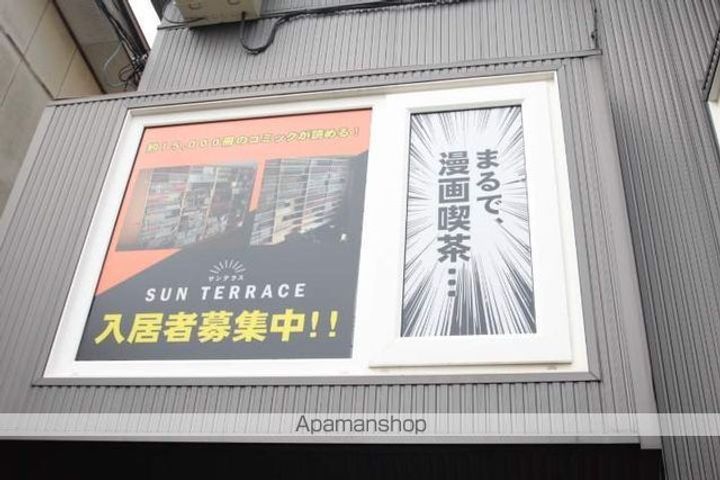 約15,000冊のコミックが読める！
サンテラス
SUN TERRACE
入居者募集中!!
まるで、
漫画喫茶…
Apamanshop